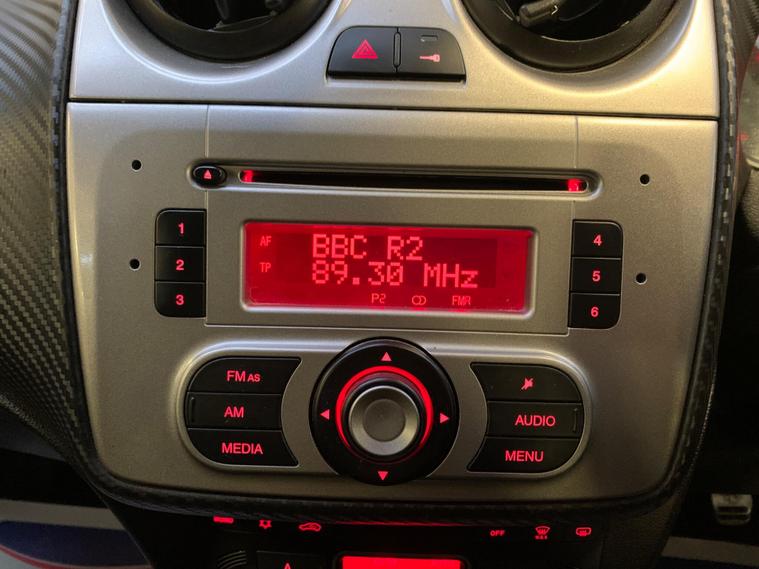 AF BBC R2
TP 89.30 MHz
P2 FMR
1
2
3
4
5
6
FM AS
AM
MEDIA
AUDIO
MENU
OFF
MAX